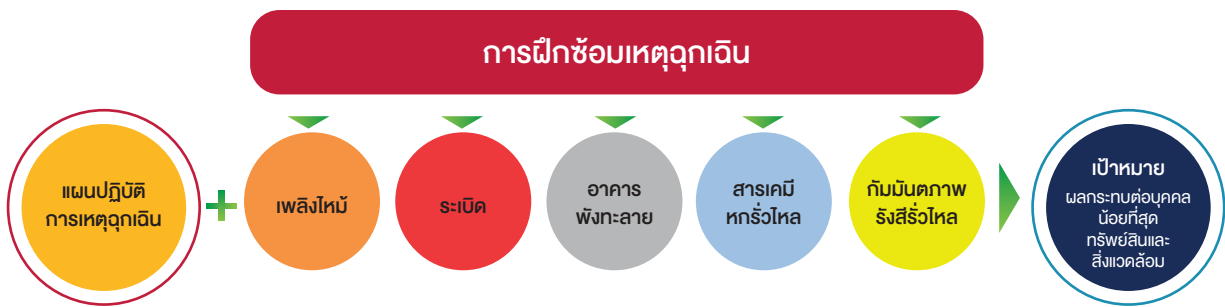 การฝึกซ้อมเหตุฉุกเฉิน
แผนปฏิบัติ
การเหตุฉุกเฉิน
+
เพลิงไหม้
ระเบิด
อาคาร
พังทะลาย
สารเคมี
หกรั่วไหล
กัมมันตภาพ
รังสีรั่วไหล
เป้าหมาย
ผลกระทบต่อบุคคล
น้อยที่สุด
ทรัพย์สินและ
สิ่งแวดล้อม